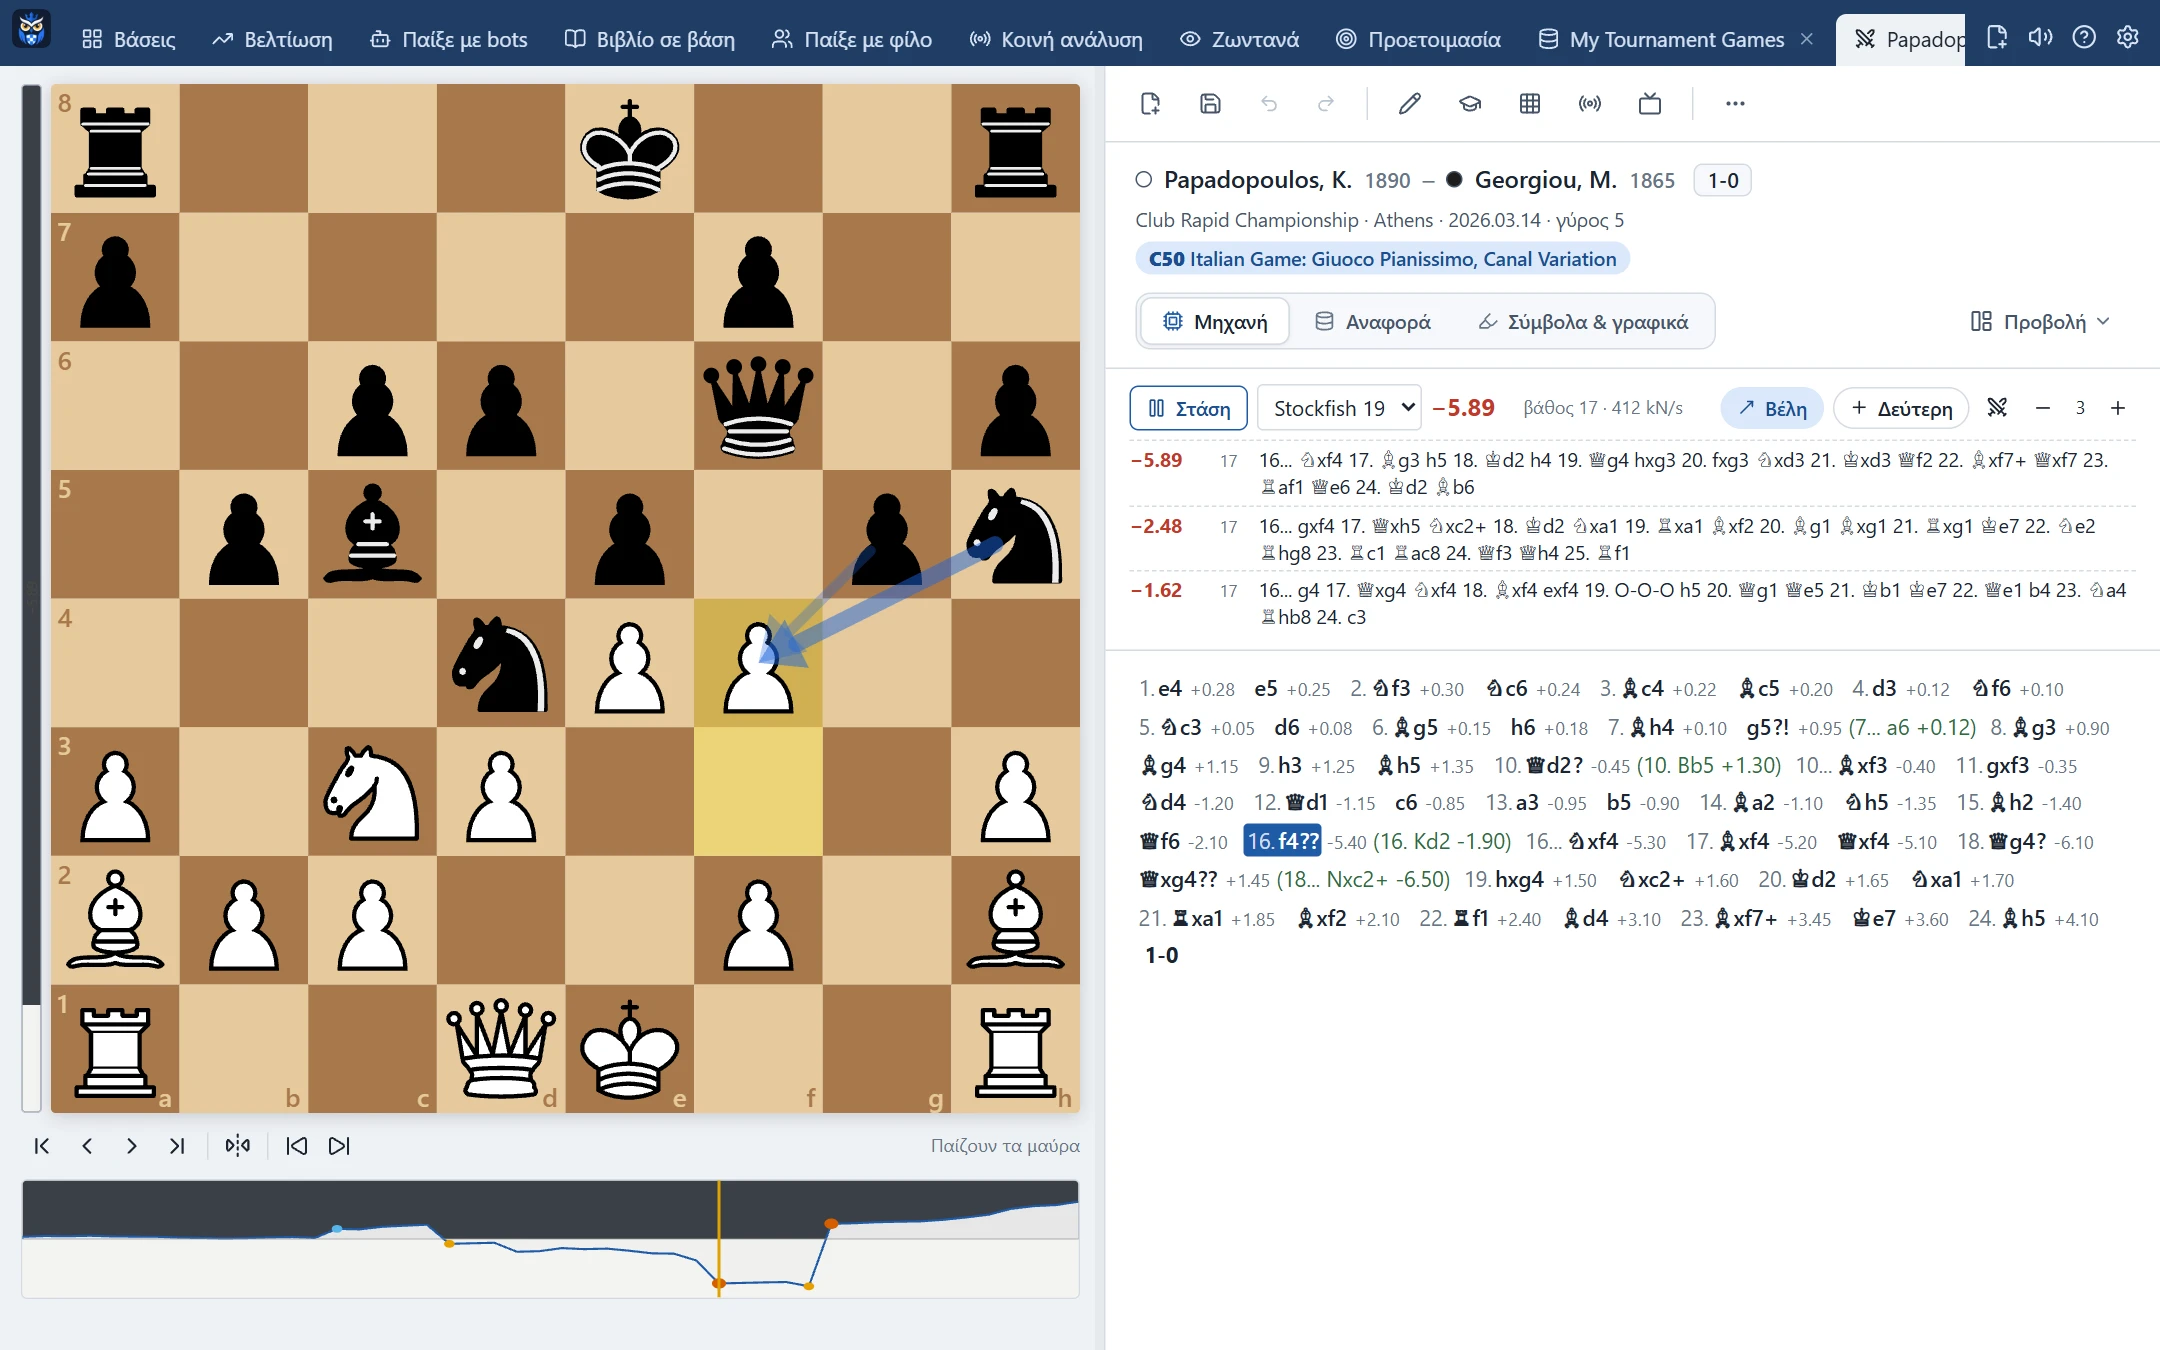 Βάσεις Βελτίωση Παίξε με bots Βιβλίο σε βάση Παίξε με φίλο Κοινή ανάλυση Ζωντανά Προετοιμασία My Tournament Games × Papadop
8
7
6
5
4
3
2
1
a b c d e f g h
Παίζουν τα μαύρα
Papadopoulos, K. 1890 – Georgiou, M. 1865 1-0
Club Rapid Championship · Athens · 2026.03.14 · γύρος 5
C50 Italian Game: Giuoco Pianissimo, Canal Variation
Μηχανή Αναφορά Σύμβολα & γραφικά Προβολή
Στάση Stockfish 19 −5.89 βάθος 17 · 412 kN/s Βέλη + Δεύτερη − 3 +
−5.89 17 16... ♘xf4 17. ♗g3 h5 18. ♔d2 h4 19. ♕g4 hxg3 20. fxg3 ♘xd3 21. ♔xd3 ♕f2 22. ♗xf7+ ♕xf7 23.
♖af1 ♕e6 24. ♔d2 ♗b6
−2.48 17 16... gxf4 17. ♕xh5 ♘xc2+ 18. ♔d2 ♘xa1 19. ♖xa1 ♗xf2 20. ♗g1 ♗xg1 21. ♖xg1 ♔e7 22. ♘e2
♖hg8 23. ♖c1 ♖ac8 24. ♕f3 ♕h4 25. ♖f1
−1.62 17 16... g4 17. ♕xg4 ♘xf4 18. ♗xf4 exf4 19. O-O-O h5 20. ♕g1 ♕e5 21. ♔b1 ♔e7 22. ♕e1 b4 23. ♘a4
♖hb8 24. c3
1. e4 +0.28 e5 +0.25 2. ♘f3 +0.30 ♘c6 +0.24 3. ♗c4 +0.22 ♗c5 +0.20 4. d3 +0.12 ♘f6 +0.10
5. ♘c3 +0.05 d6 +0.08 6. ♗g5 +0.15 h6 +0.18 7. ♗h4 +0.10 g5?! +0.95 (7... a6 +0.12) 8. ♗g3 +0.90
♗g4 +1.15 9. h3 +1.25 ♗h5 +1.35 10. ♕d2? -0.45 (10. Bb5 +1.30) 10... ♗xf3 -0.40 11. gxf3 -0.35
♘d4 -1.20 12. ♕d1 -1.15 c6 -0.85 13. a3 -0.95 b5 -0.90 14. ♗a2 -1.10 ♘h5 -1.35 15. ♗h2 -1.40
♕f6 -2.10 16. f4?? -5.40 (16. Kd2 -1.90) 16... ♘xf4 -5.30 17. ♗xf4 -5.20 ♕xf4 -5.10 18. ♕g4? -6.10
♕xg4?? +1.45 (18... Nxc2+ -6.50) 19. hxg4 +1.50 ♘xc2+ +1.60 20. ♔d2 +1.65 ♘xa1 +1.70
21. ♖xa1 +1.85 ♗xf2 +2.10 22. ♖f1 +2.40 ♗d4 +3.10 23. ♗xf7+ +3.45 ♔e7 +3.60 24. ♗h5 +4.10
1-0